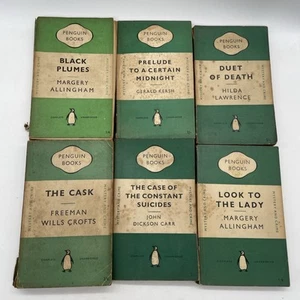 PENGUIN
BOOKS
BLACK
PLUMES
MARGERY
ALLINGHAM
PENGUIN
BOOKS
PRELUDE
TO A CERTAIN
MIDNIGHT
GERALD KERSH
PENGUIN
BOOKS
DUET
OF DEATH
HILDA
LAWRENCE
PENGUIN
BOOKS
THE CASK
FREEMAN
WILLS CROFTS
PENGUIN
BOOKS
THE CASE OF
THE CONSTANT
SUICIDES
JOHN
DICKSON CARR
PENGUIN
BOOKS
LOOK TO
THE LADY
MARGERY
ALLINGHAM